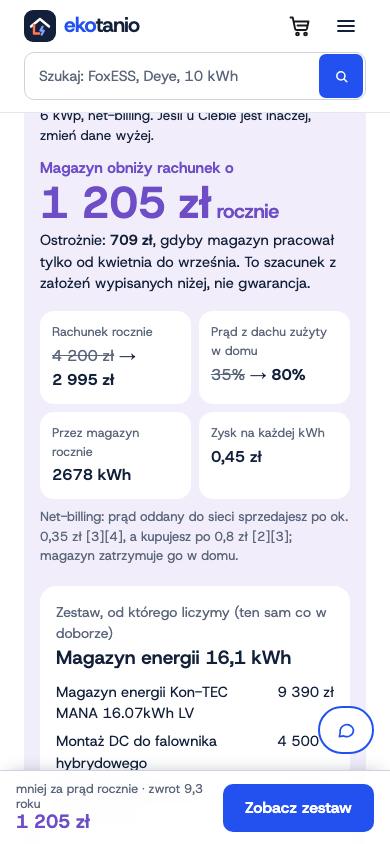 ekotanio
Szukaj: FoxESS, Deye, 10 kWh
6 kWp, net-billing. Jeśli u Ciebie jest inaczej,
zmień dane wyżej.
Magazyn obniży rachunek o
1 205 zł rocznie
Ostrożnie: 709 zł, gdyby magazyn pracował
tylko od kwietnia do września. To szacunek z
założeń wypisanych niżej, nie gwarancja.
Rachunek rocznie
4 200 zł →
2 995 zł
Prąd z dachu zużyty
w domu
35% → 80%
Przez magazyn
rocznie
2678 kWh
Zysk na każdej kWh
0,45 zł
Net-billing: prąd oddany do sieci sprzedajesz po ok.
0,35 zł [3][4], a kupujesz po 0,8 zł [2][3];
magazyn zatrzymuje go w domu.
Zestaw, od którego liczymy (ten sam co w
doborze)
Magazyn energii 16,1 kWh
Magazyn energii Kon-TEC 9 390 zł
MANA 16.07kWh LV
Montaż DC do falownika 4 500
hybrydowego
mniej za prąd rocznie · zwrot 9,3
roku
1 205 zł
Zobacz zestaw